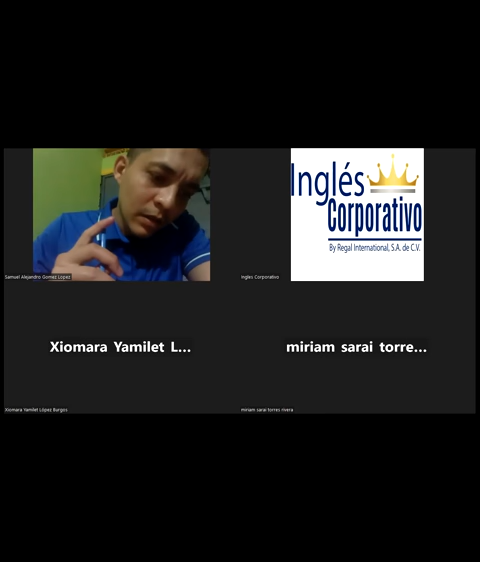 Inglés
Corporativo
By Regal International, S.A. de C.V.
Samuel Alejandro Gomez Lopez
Inglés Corporativo
Xiomara Yamilet L...
miriam sarai torre...
Xiomara Yamilet López Burgos
miriam sarai torres rivera